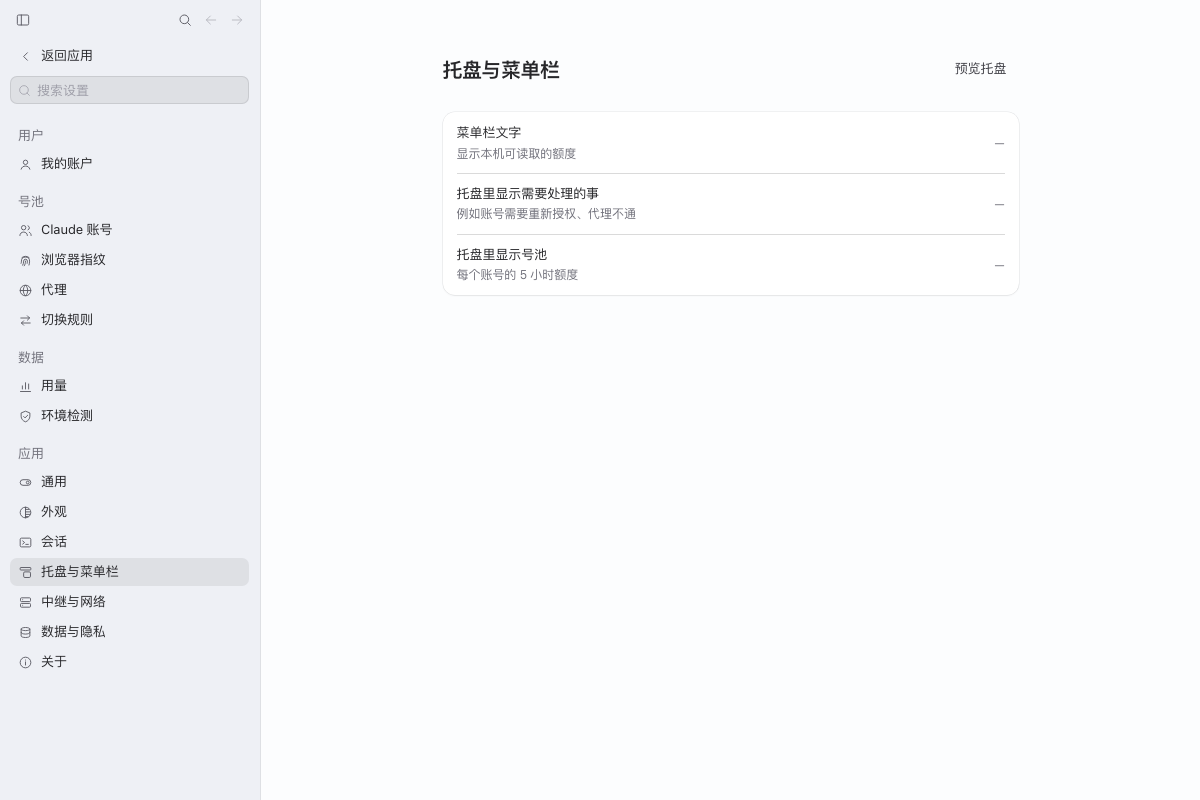 返回应用
搜索设置
用户
我的账户
号池
Claude 账号
浏览器指纹
代理
切换规则
数据
用量
环境检测
应用
通用
外观
会话
托盘与菜单栏
中继与网络
数据与隐私
关于
托盘与菜单栏
预览托盘
菜单栏文字
显示本机可读取的额度
—
托盘里显示需要处理的事
例如账号需要重新授权、代理不通
—
托盘里显示号池
每个账号的 5 小时额度
—